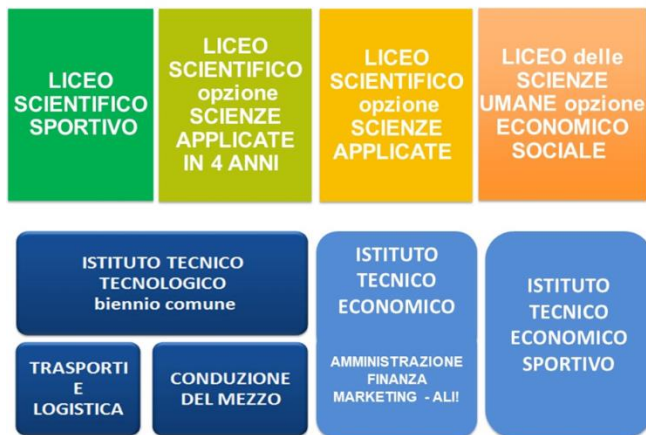 LICEO
SCIENTIFICO
SPORTIVO
LICEO
SCIENTIFICO
opzione
SCIENZE
APPLICATE
IN 4 ANNI
LICEO
SCIENTIFICO
opzione
SCIENZE
APPLICATE
LICEO delle
SCIENZE
UMANE opzione
ECONOMICO
SOCIALE
ISTITUTO TECNICO
TECNOLOGICO
biennio comune
TRASPORTI
E
LOGISTICA
CONDUZIONE
DEL MEZZO
ISTITUTO
TECNICO
ECONOMICO
AMMINISTRAZIONE
FINANZA
MARKETING - ALI!
ISTITUTO
TECNICO
ECONOMICO
SPORTIVO